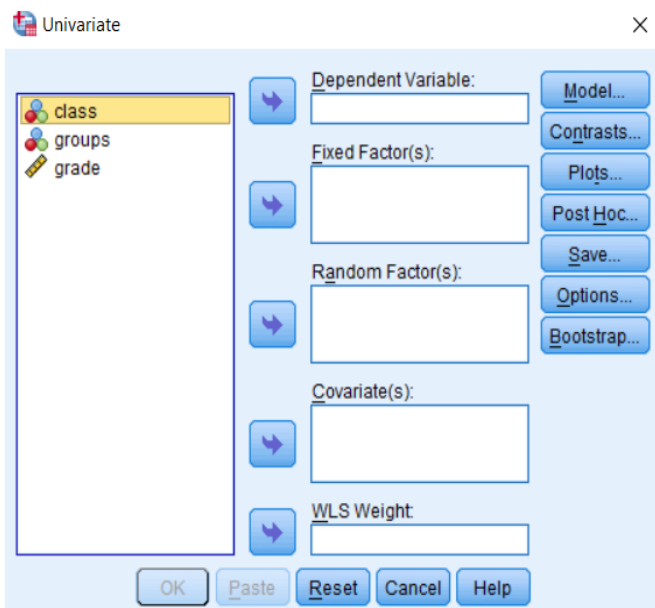 Univariate
class
groups
grade
Dependent Variable:
Fixed Factor(s):
Random Factor(s):
Covariate(s):
WLS Weight:
Model...
Contrasts...
Plots...
Post Hoc...
Save...
Options...
Bootstrap...
OK Paste Reset Cancel Help